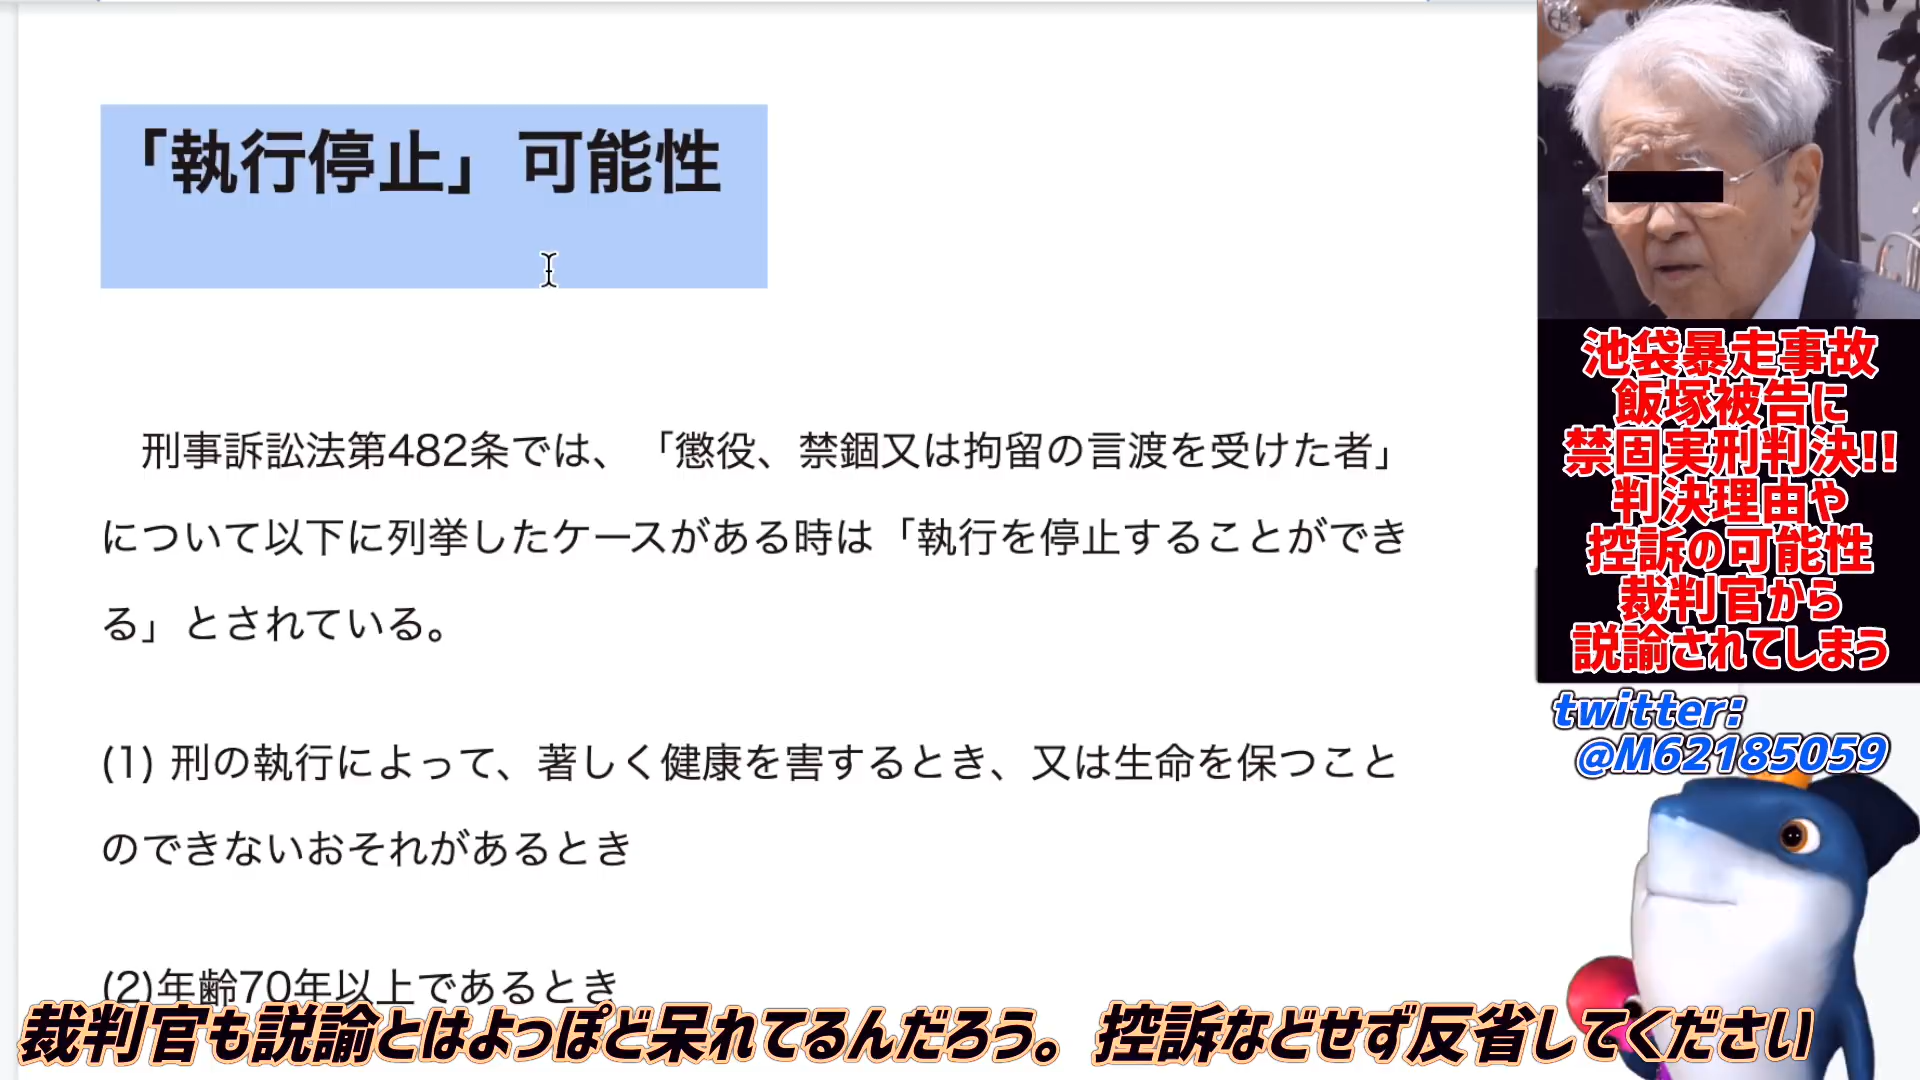 「執行停止」可能性
刑事訴訟法第482条では、「懲役、禁錮又は拘留の言渡を受けた者」
について以下に列挙したケースがある時は「執行を停止することができ
る」とされている。
(1) 刑の執行によって、著しく健康を害するとき、又は生命を保つこと
のできないおそれがあるとき
(2)年齢70年以上であるとき
裁判官も説諭とはよっぽど呆れてるんだろう。控訴などせず反省してください
池袋暴走事故
飯塚被告に
禁固実刑判決!!
判決理由や
控訴の可能性
裁判官から
説諭されてしまう
twitter:
@M62185059